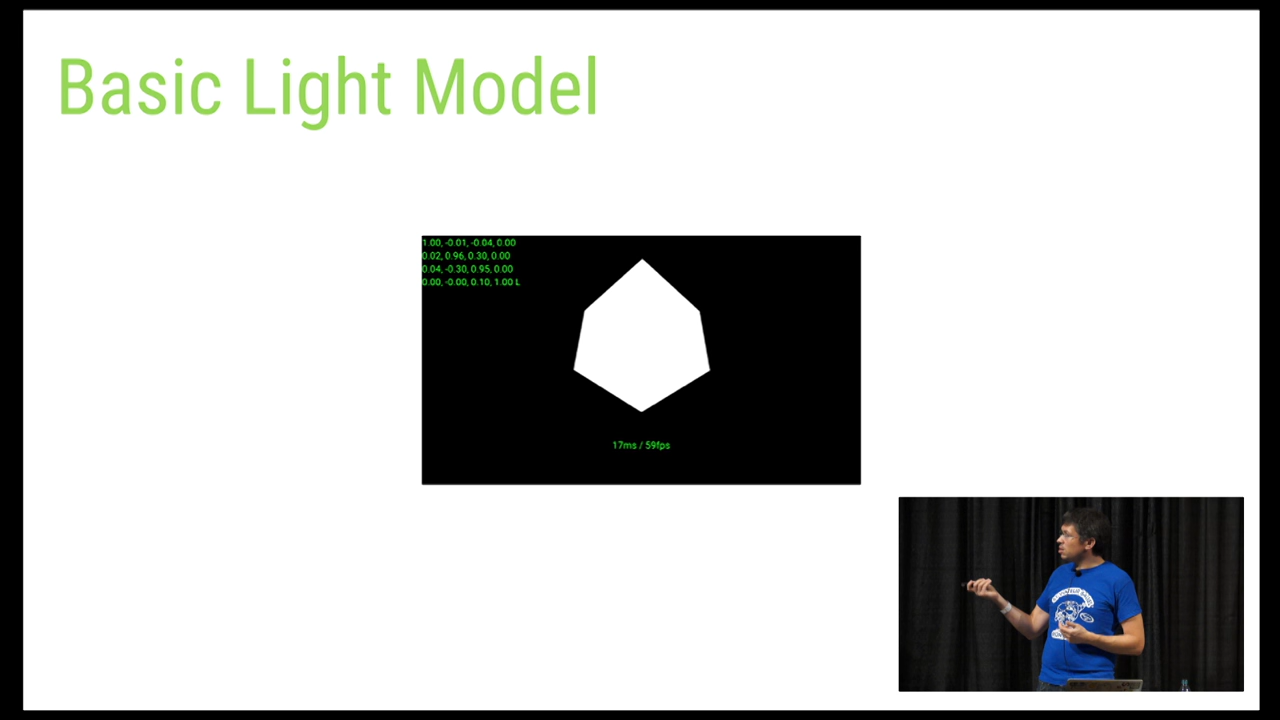 Basic Light Model
1.00, -0.01, -0.04, 0.00
0.02, 0.96, 0.30, 0.00
0.04, -0.30, 0.95, 0.00
0.00, -0.00, 0.10, 1.00 L
17ms / 59fps